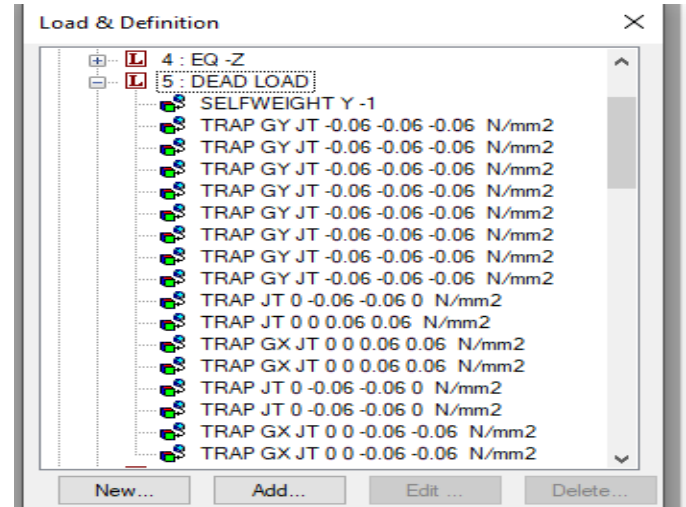 Load & Definition
L 4 : EQ -Z
L 5 : DEAD LOAD
SELFWEIGHT Y -1
TRAP GY JT -0.06 -0.06 -0.06 N/mm2
TRAP GY JT -0.06 -0.06 -0.06 N/mm2
TRAP GY JT -0.06 -0.06 -0.06 N/mm2
TRAP GY JT -0.06 -0.06 -0.06 N/mm2
TRAP GY JT -0.06 -0.06 -0.06 N/mm2
TRAP GY JT -0.06 -0.06 -0.06 N/mm2
TRAP GY JT -0.06 -0.06 -0.06 N/mm2
TRAP GY JT -0.06 -0.06 -0.06 N/mm2
TRAP JT 0 -0.06 -0.06 0 N/mm2
TRAP JT 0 0 0.06 0.06 N/mm2
TRAP GX JT 0 0 0.06 0.06 N/mm2
TRAP GX JT 0 0 0.06 0.06 N/mm2
TRAP JT 0 -0.06 -0.06 0 N/mm2
TRAP JT 0 -0.06 -0.06 0 N/mm2
TRAP GX JT 0 0 -0.06 -0.06 N/mm2
TRAP GX JT 0 0 -0.06 -0.06 N/mm2
New... Add... Edit ... Delete...